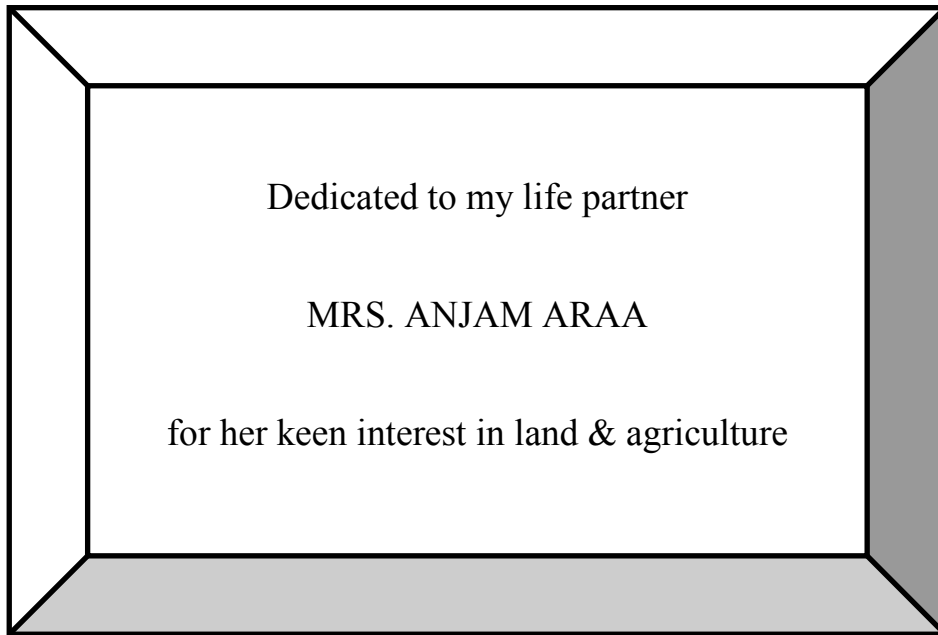 Dedicated to my life partner
MRS. ANJAM ARAA
for her keen interest in land & agriculture